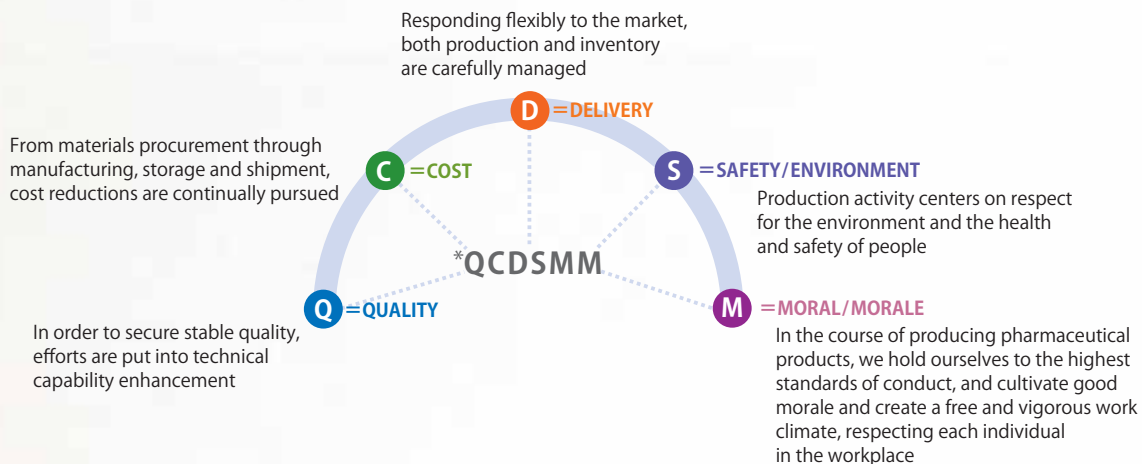 Responding flexibly to the market,
both production and inventory
are carefully managed
D =DELIVERY
From materials procurement through
manufacturing, storage and shipment,
cost reductions are continually pursued
C =COST
S =SAFETY/ENVIRONMENT
Production activity centers on respect
for the environment and the health
and safety of people
*QCDSMM
Q =QUALITY
In order to secure stable quality,
efforts are put into technical
capability enhancement
M =MORAL/MORALE
In the course of producing pharmaceutical
products, we hold ourselves to the highest
standards of conduct, and cultivate good
morale and create a free and vigorous work
climate, respecting each individual
in the workplace